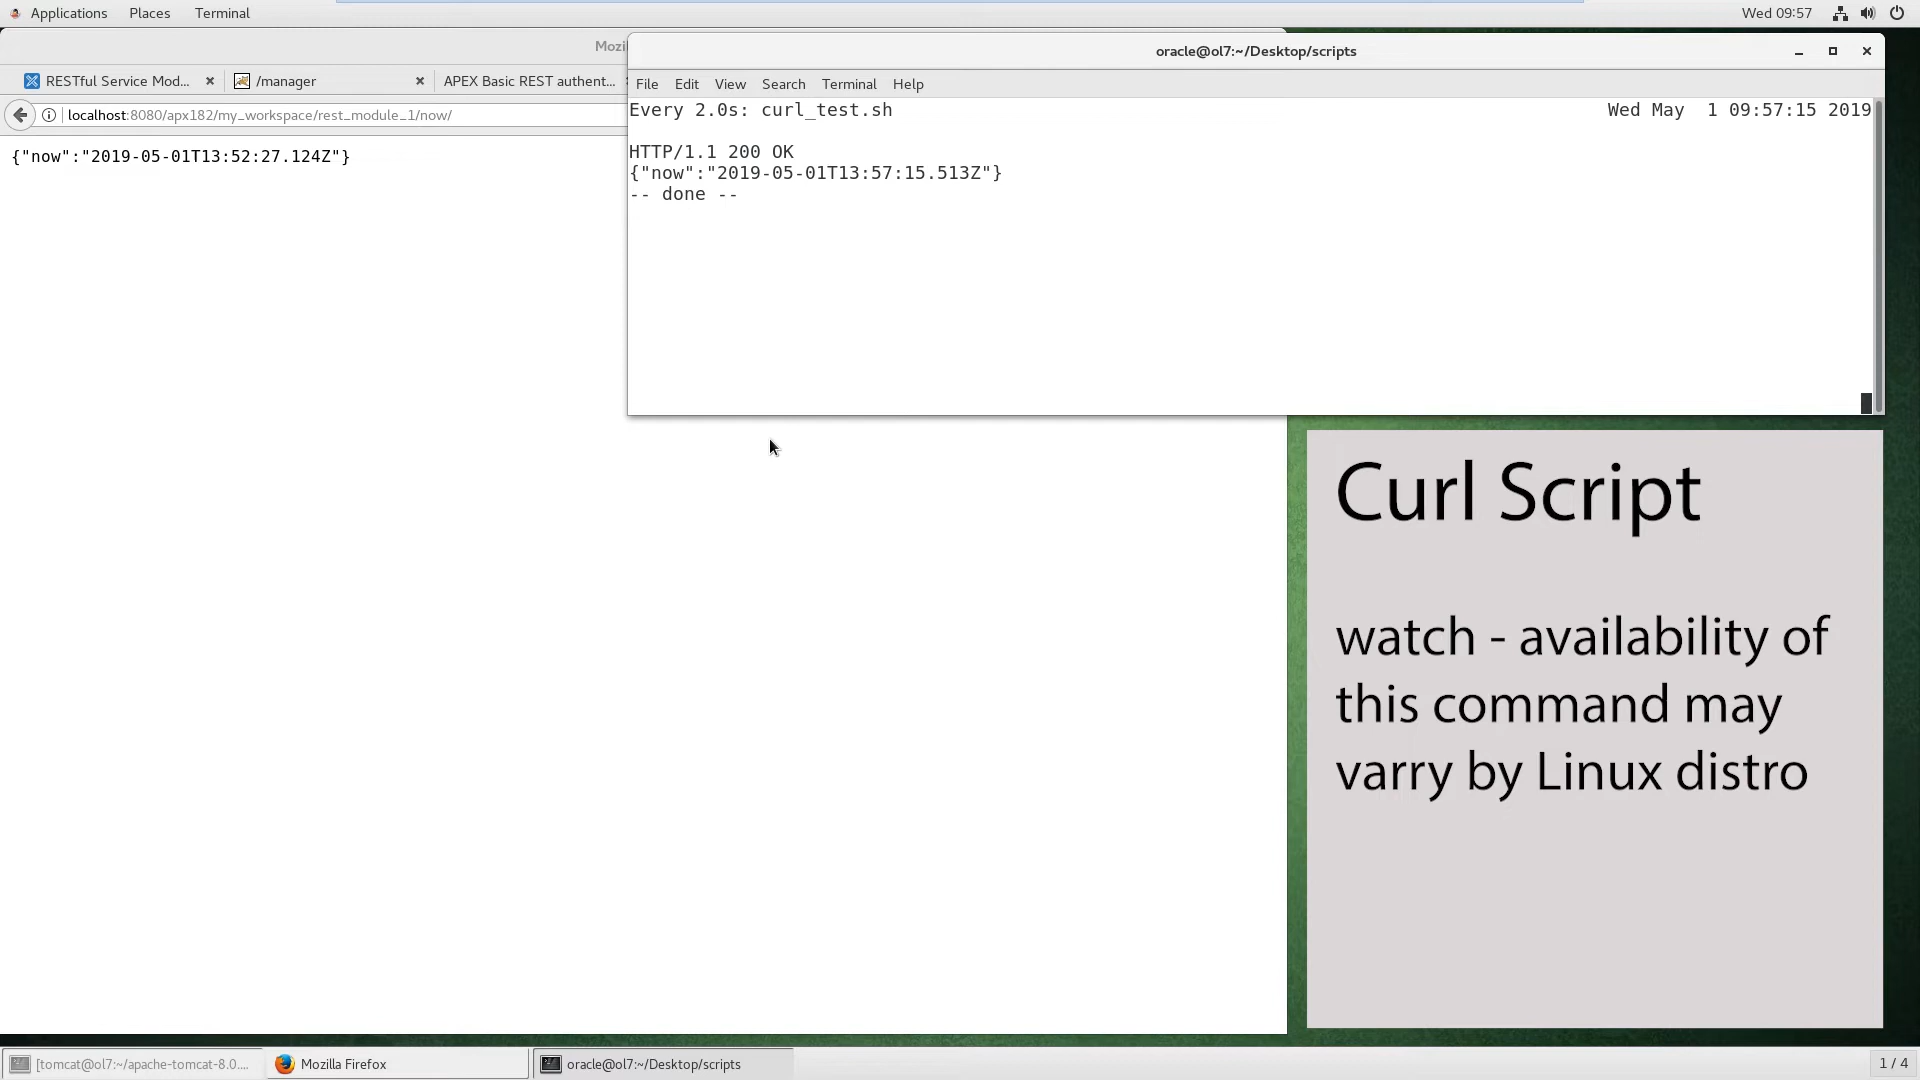 Applications Places Terminal Wed 09:57
Mozi
oracle@ol7:~/Desktop/scripts
RESTful Service Mod... /manager APEX Basic REST authent...
File Edit View Search Terminal Help
localhost:8080/apx182/my_workspace/rest_module_1/now/
Every 2.0s: curl_test.sh Wed May 1 09:57:15 2019
{"now":"2019-05-01T13:52:27.124Z"}
HTTP/1.1 200 OK
{"now":"2019-05-01T13:57:15.513Z"}
-- done --
Curl Script
watch - availability of
this command may
varry by Linux distro
[tomcat@ol7:~/apache-tomcat-8.0.... Mozilla Firefox oracle@ol7:~/Desktop/scripts 1 / 4